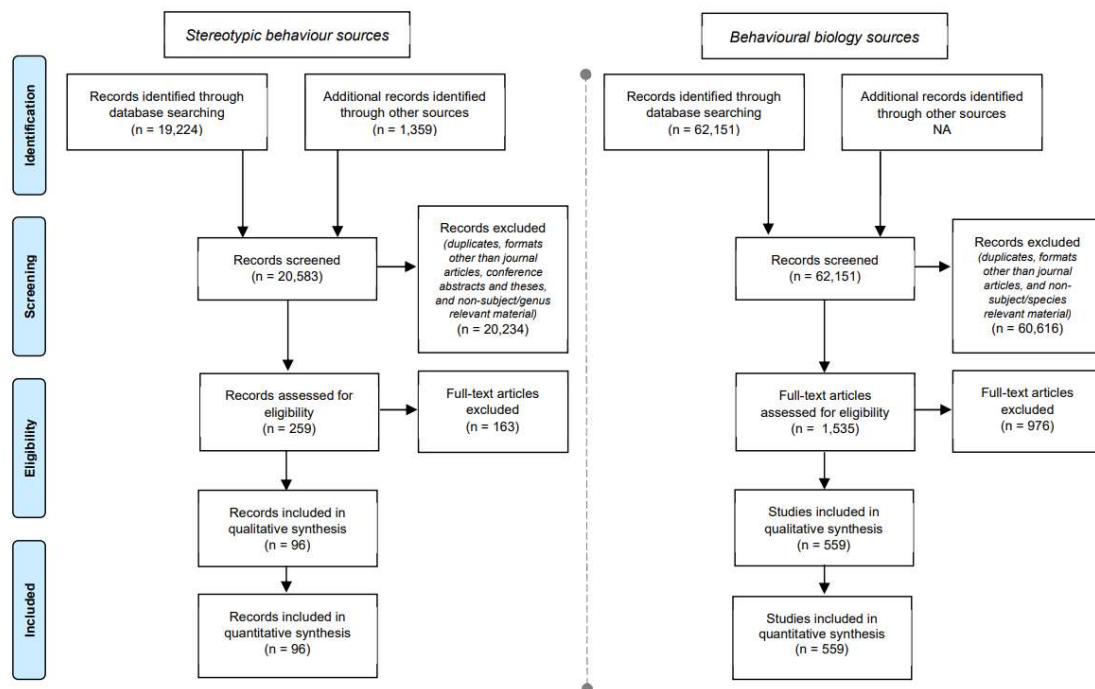 Stereotypic behaviour sources
Behavioural biology sources
Identification
Records identified through
database searching
(n = 19,224)
Additional records identified
through other sources
(n = 1,359)
Records identified through
database searching
(n = 62,151)
Additional records identified
through other sources
NA
Screening
Records screened
(n = 20,583)
Records excluded
(duplicates, formats
other than journal
articles, conference
abstracts and theses,
and non-subject/genus
relevant material)
(n = 20,234)
Records screened
(n = 62,151)
Records excluded
(duplicates, formats
other than journal
articles, and non-
subject/species
relevant material)
(n = 60,616)
Eligibility
Records assessed for
eligibility
(n = 259)
Full-text articles
excluded
(n = 163)
Full-text articles
assessed for eligibility
(n = 1,535)
Full-text articles
excluded
(n = 976)
Records included in
qualitative synthesis
(n = 96)
Studies included in
qualitative synthesis
(n = 559)
Included
Records included in
quantitative synthesis
(n = 96)
Studies included in
quantitative synthesis
(n = 559)